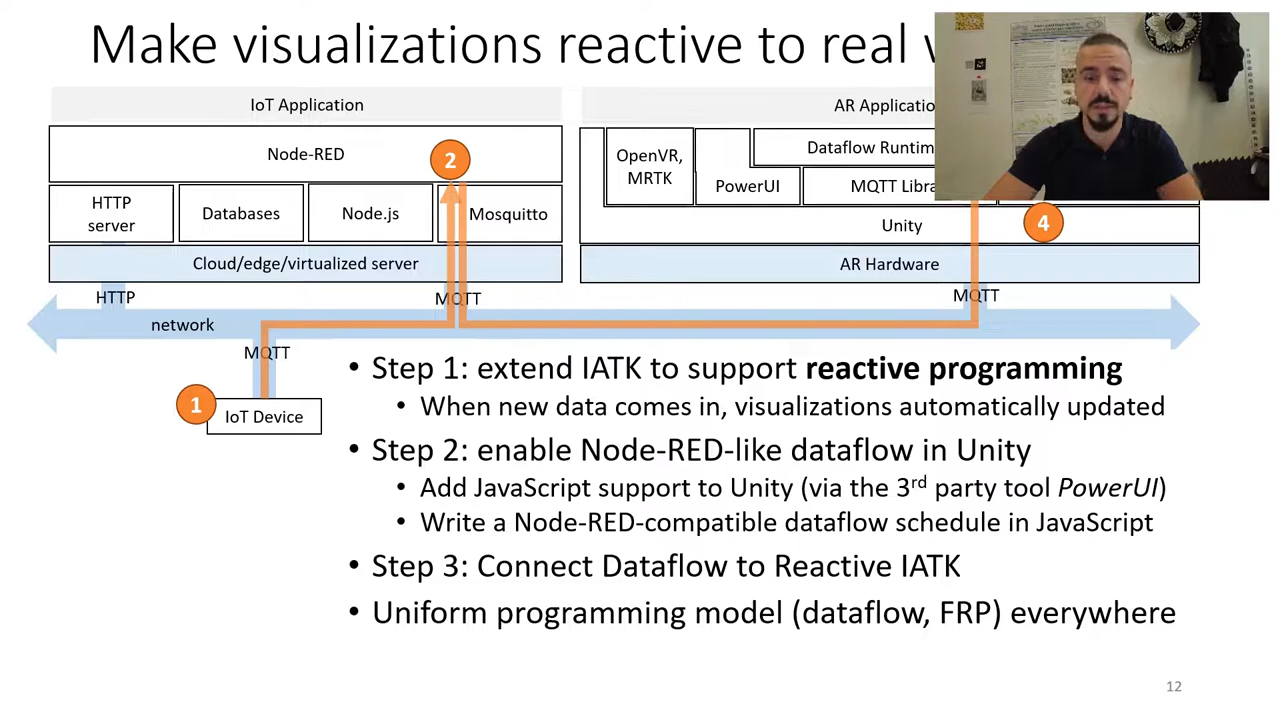 Make visualizations reactive to real
IoT Application
AR Applicatio
Node-RED
2
OpenVR,
MRTK
PowerUI
Dataflow Runtim
MQTT Libra
HTTP
server
Databases
Node.js
Mosquitto
Unity
4
Cloud/edge/virtualized server
AR Hardware
HTTP
MQTT
MQTT
network
MQTT
1
IoT Device
• Step 1: extend IATK to support reactive programming
• When new data comes in, visualizations automatically updated
• Step 2: enable Node-RED-like dataflow in Unity
• Add JavaScript support to Unity (via the 3rd party tool PowerUI)
• Write a Node-RED-compatible dataflow schedule in JavaScript
• Step 3: Connect Dataflow to Reactive IATK
• Uniform programming model (dataflow, FRP) everywhere
12